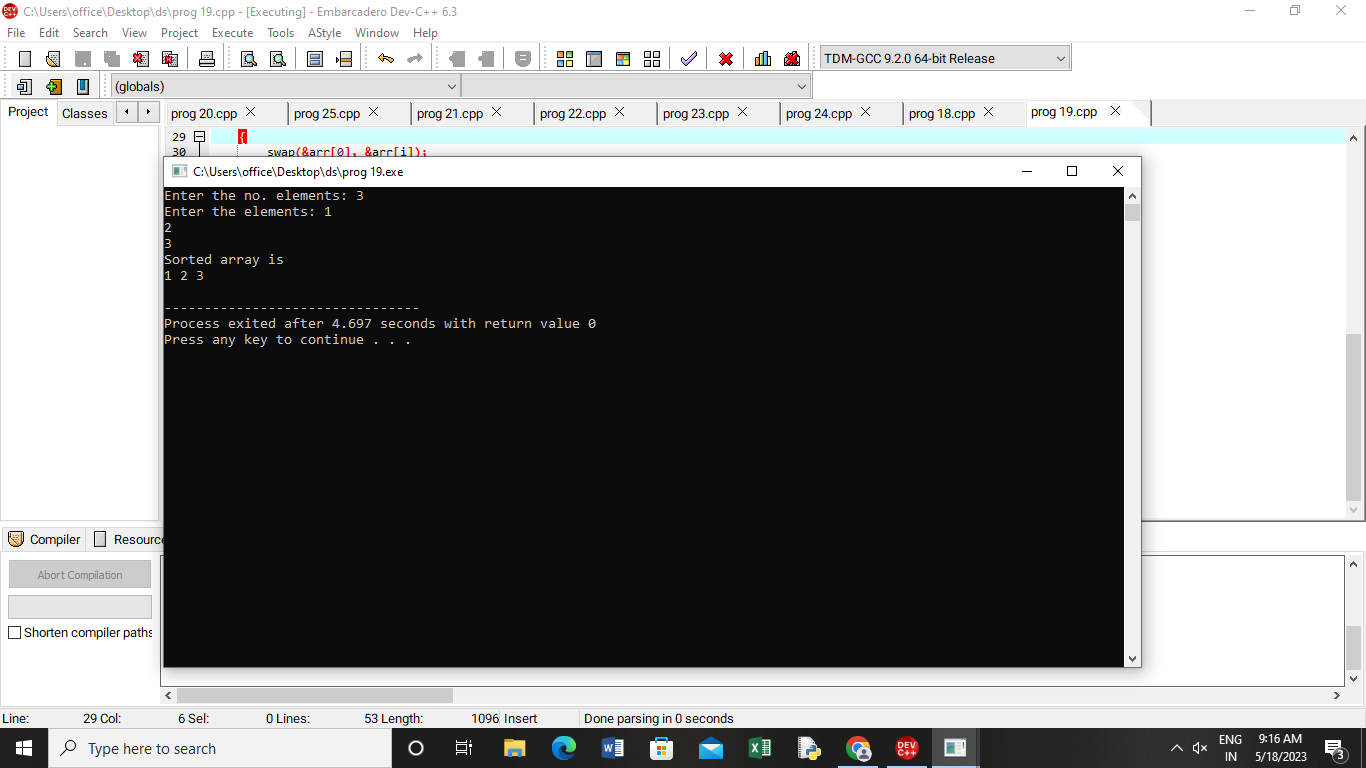 C:\Users\office\Desktop\ds\prog 19.cpp - [Executing] - Embarcadero Dev-C++ 6.3
File Edit Search View Project Execute Tools AStyle Window Help
TDM-GCC 9.2.0 64-bit Release
(globals)
Project Classes prog 20.cpp prog 25.cpp prog 21.cpp prog 22.cpp prog 23.cpp prog 24.cpp prog 18.cpp prog 19.cpp
29 {
30 swap(&arr[0], &arr[i]);
C:\Users\office\Desktop\ds\prog 19.exe
Enter the no. elements: 3
Enter the elements: 1
2
3
Sorted array is
1 2 3
--------------------------------
Process exited after 4.697 seconds with return value 0
Press any key to continue . . .
Compiler Resource
Abort Compilation
Shorten compiler paths
Line: 29 Col: 6 Sel: 0 Lines: 53 Length: 1096 Insert Done parsing in 0 seconds
Type here to search
ENG
IN
9:16 AM
5/18/2023
3